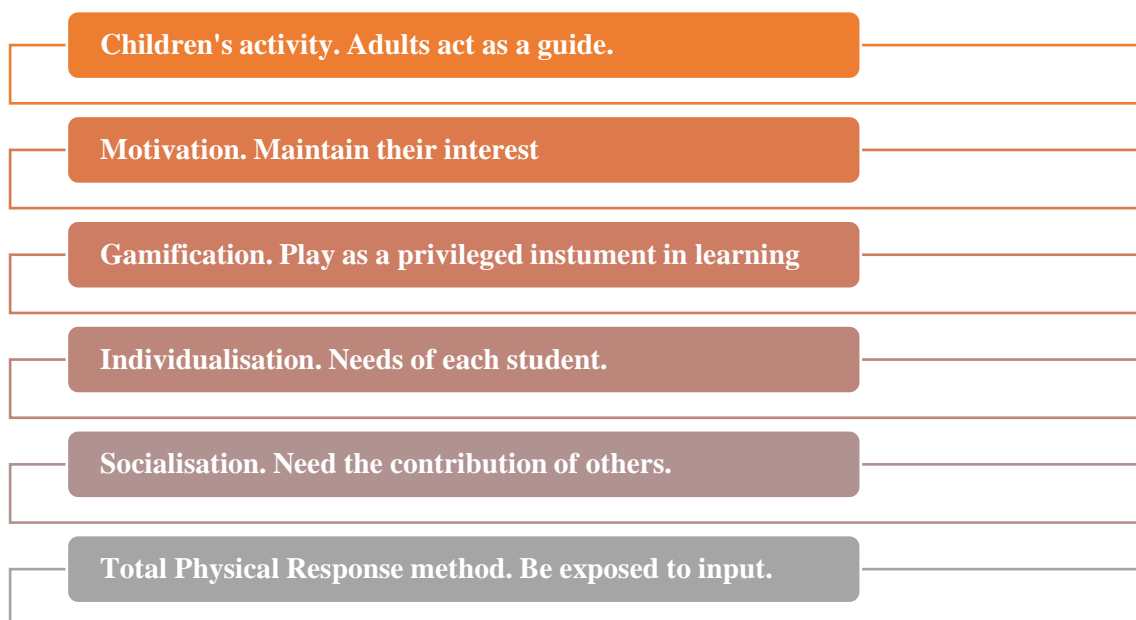 Children's activity. Adults act as a guide.
Motivation. Maintain their interest
Gamification. Play as a privileged instument in learning
Individualisation. Needs of each student.
Socialisation. Need the contribution of others.
Total Physical Response method. Be exposed to input.